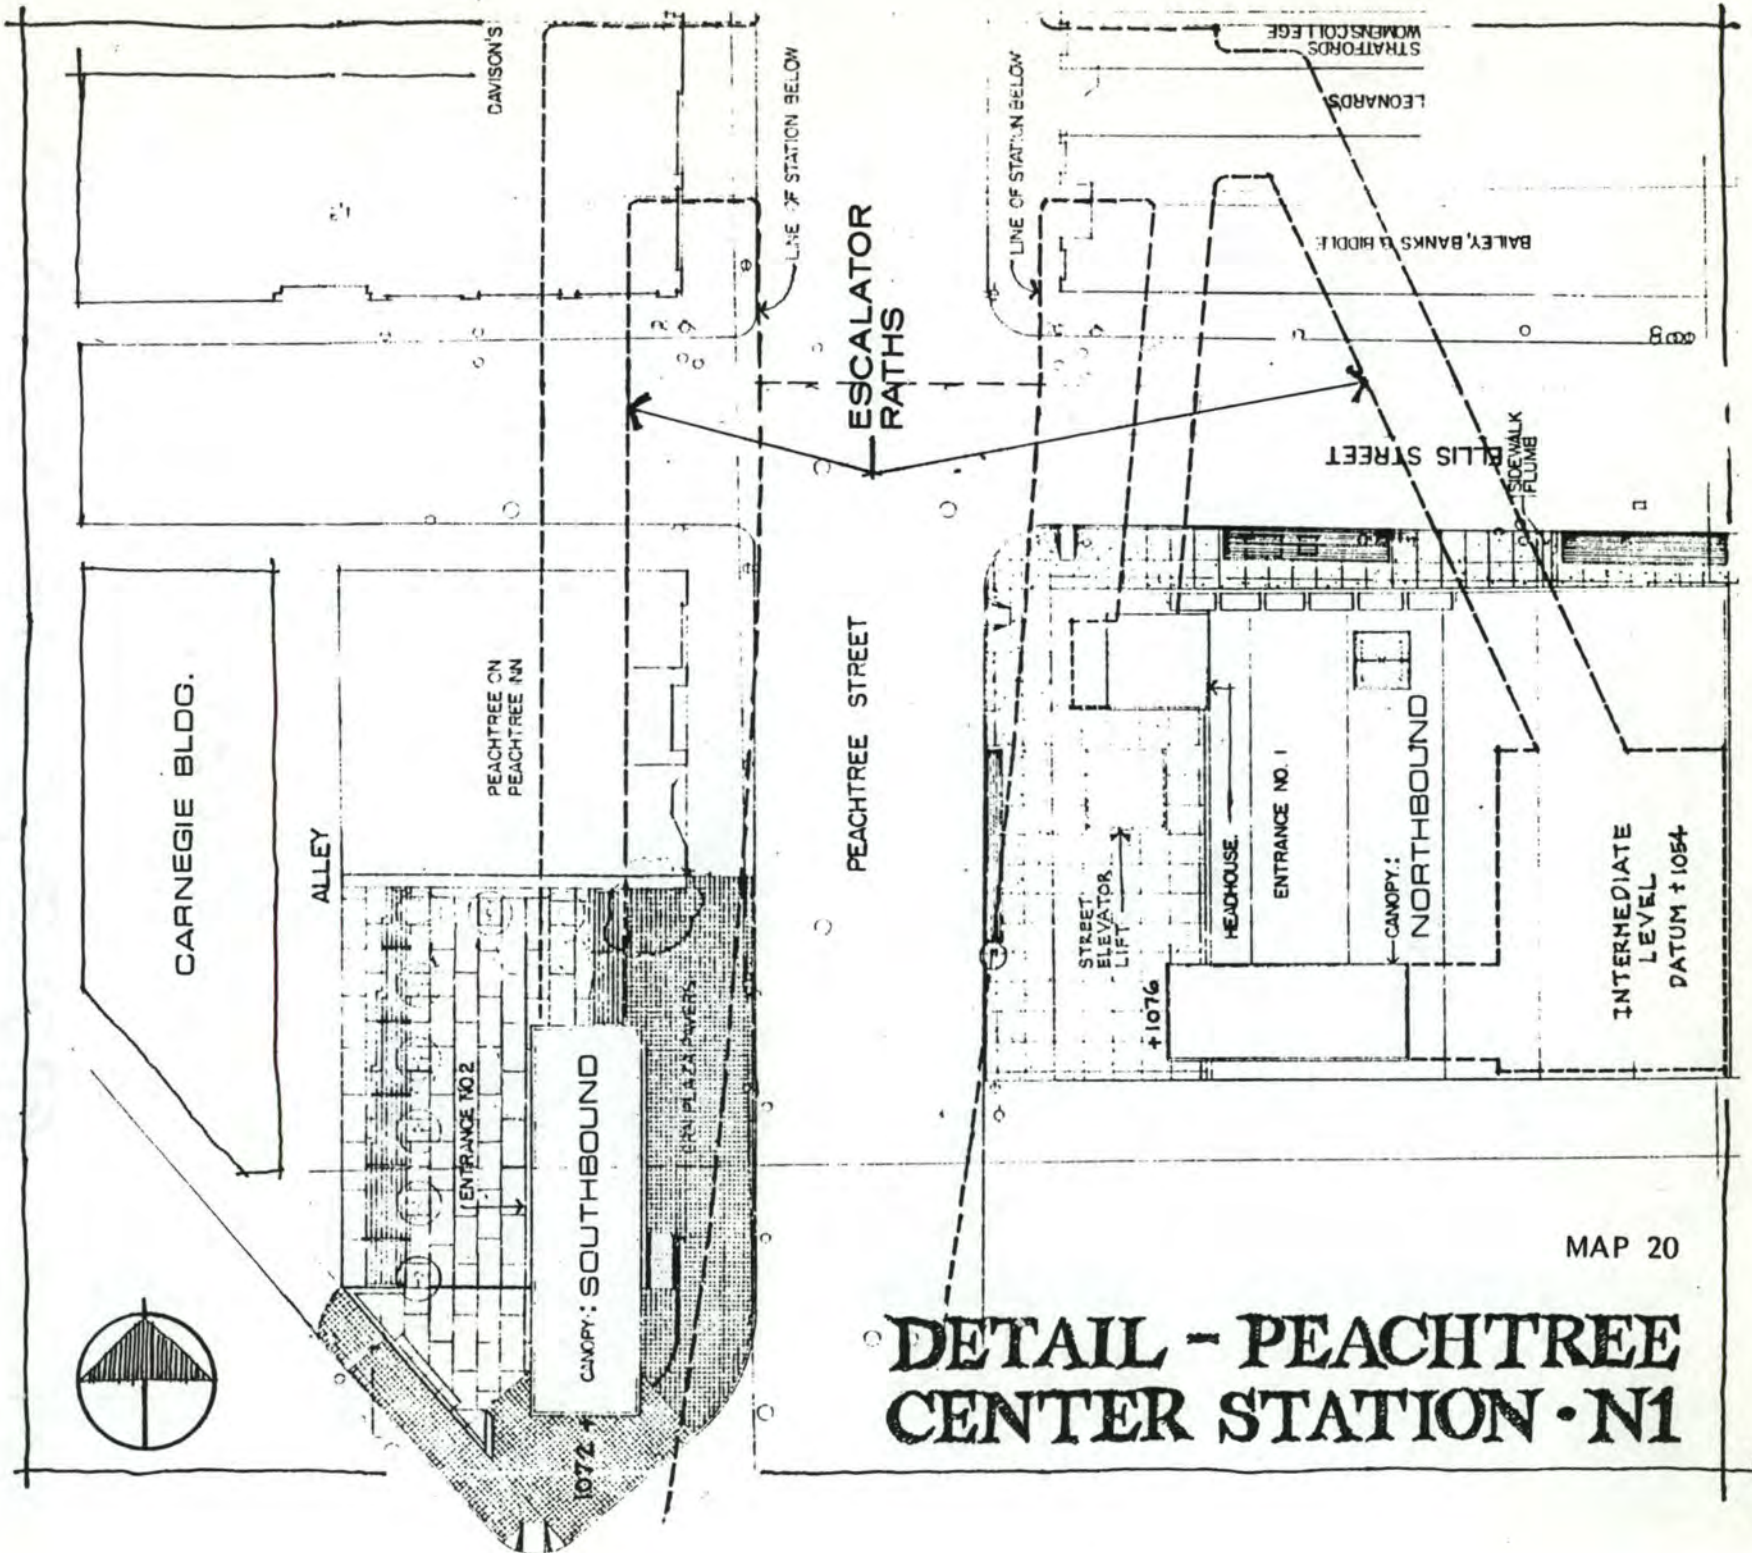 DAVISON'S
LINE OF STATION BELOW
LINE OF STATION BELOW
STRATFORDS
WOMENS COLLEGE
LEONARDS
BAILEY, BANKS & BIDDLE
ESCALATOR
PATHS
ELLIS STREET
SIDEWALK
FLUMB
CARNEGIE BLDG.
ALLEY
PEACHTREE ON
PEACHTREE INN
PEACHTREE STREET
STREET
ELEVATOR
LIFT
HEADHOUSE
ENTRANCE NO. 1
CANOPY:
NORTHBOUND
+1076
INTERMEDIATE
LEVEL
DATUM ±1054
ENTRANCE NO.2
CANOPY: SOUTHBOUND
PLAZA PAVERS
1072 +
MAP 20
DETAIL - PEACHTREE
CENTER STATION · N1